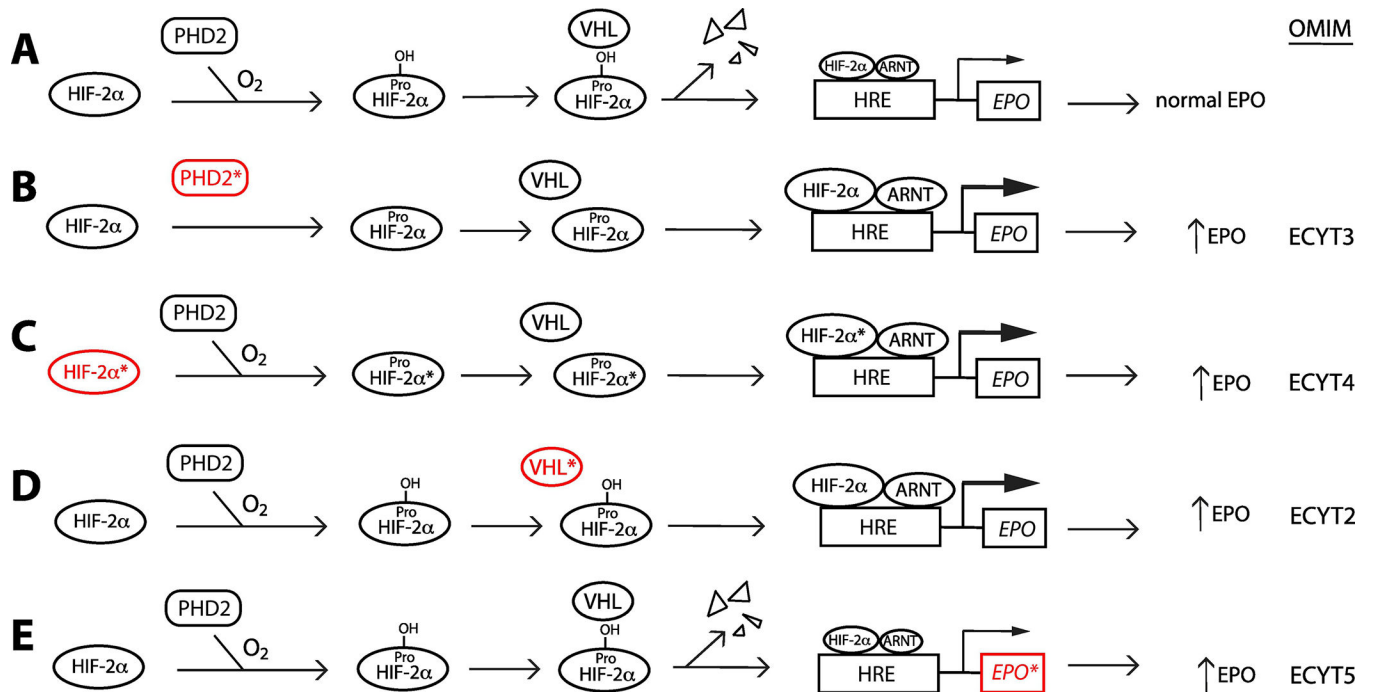 OMIM
A
HIF-2α
PHD2
O2
OH
Pro
HIF-2α
VHL
OH
Pro
HIF-2α
HIF-2α ARNT
HRE
EPO
normal EPO
B
HIF-2α
PHD2*
Pro
HIF-2α
VHL
Pro
HIF-2α
HIF-2α ARNT
HRE
EPO
↑EPO
ECYT3
C
HIF-2α*
PHD2
O2
Pro
HIF-2α*
VHL
Pro
HIF-2α*
HIF-2α* ARNT
HRE
EPO
↑EPO
ECYT4
D
HIF-2α
PHD2
O2
OH
Pro
HIF-2α
VHL*
OH
Pro
HIF-2α
HIF-2α ARNT
HRE
EPO
↑EPO
ECYT2
E
HIF-2α
PHD2
O2
OH
Pro
HIF-2α
VHL
OH
Pro
HIF-2α
HIF-2α ARNT
HRE
EPO*
↑EPO
ECYT5